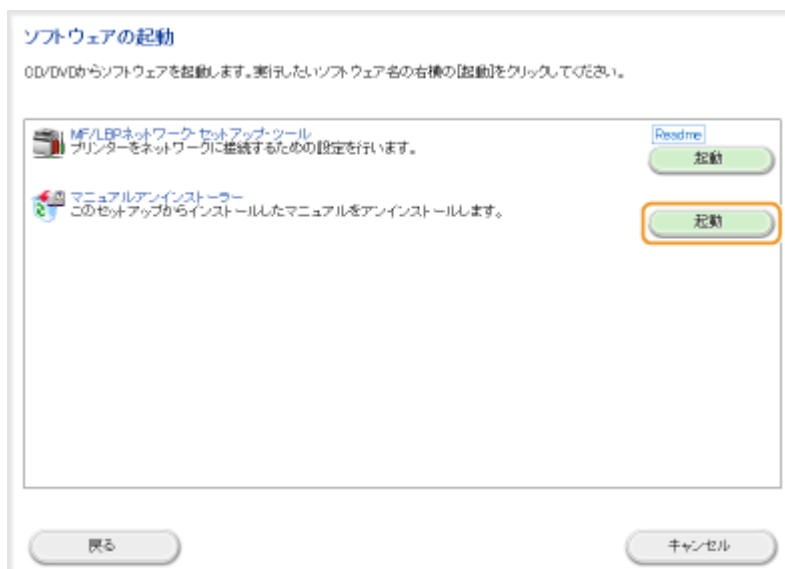 ソフトウェアの起動
CD/DVDからソフトウェアを起動します。実行したいソフトウェア名の右横の[起動]をクリックしてください。
MF/LBPネットワーク・セットアップ・ツール
Readme
プリンターをネットワークに接続するための設定を行います。
起動
マニュアルアンインストーラー
このセットアップからインストールしたマニュアルをアンインストールします。
起動
戻る
キャンセル